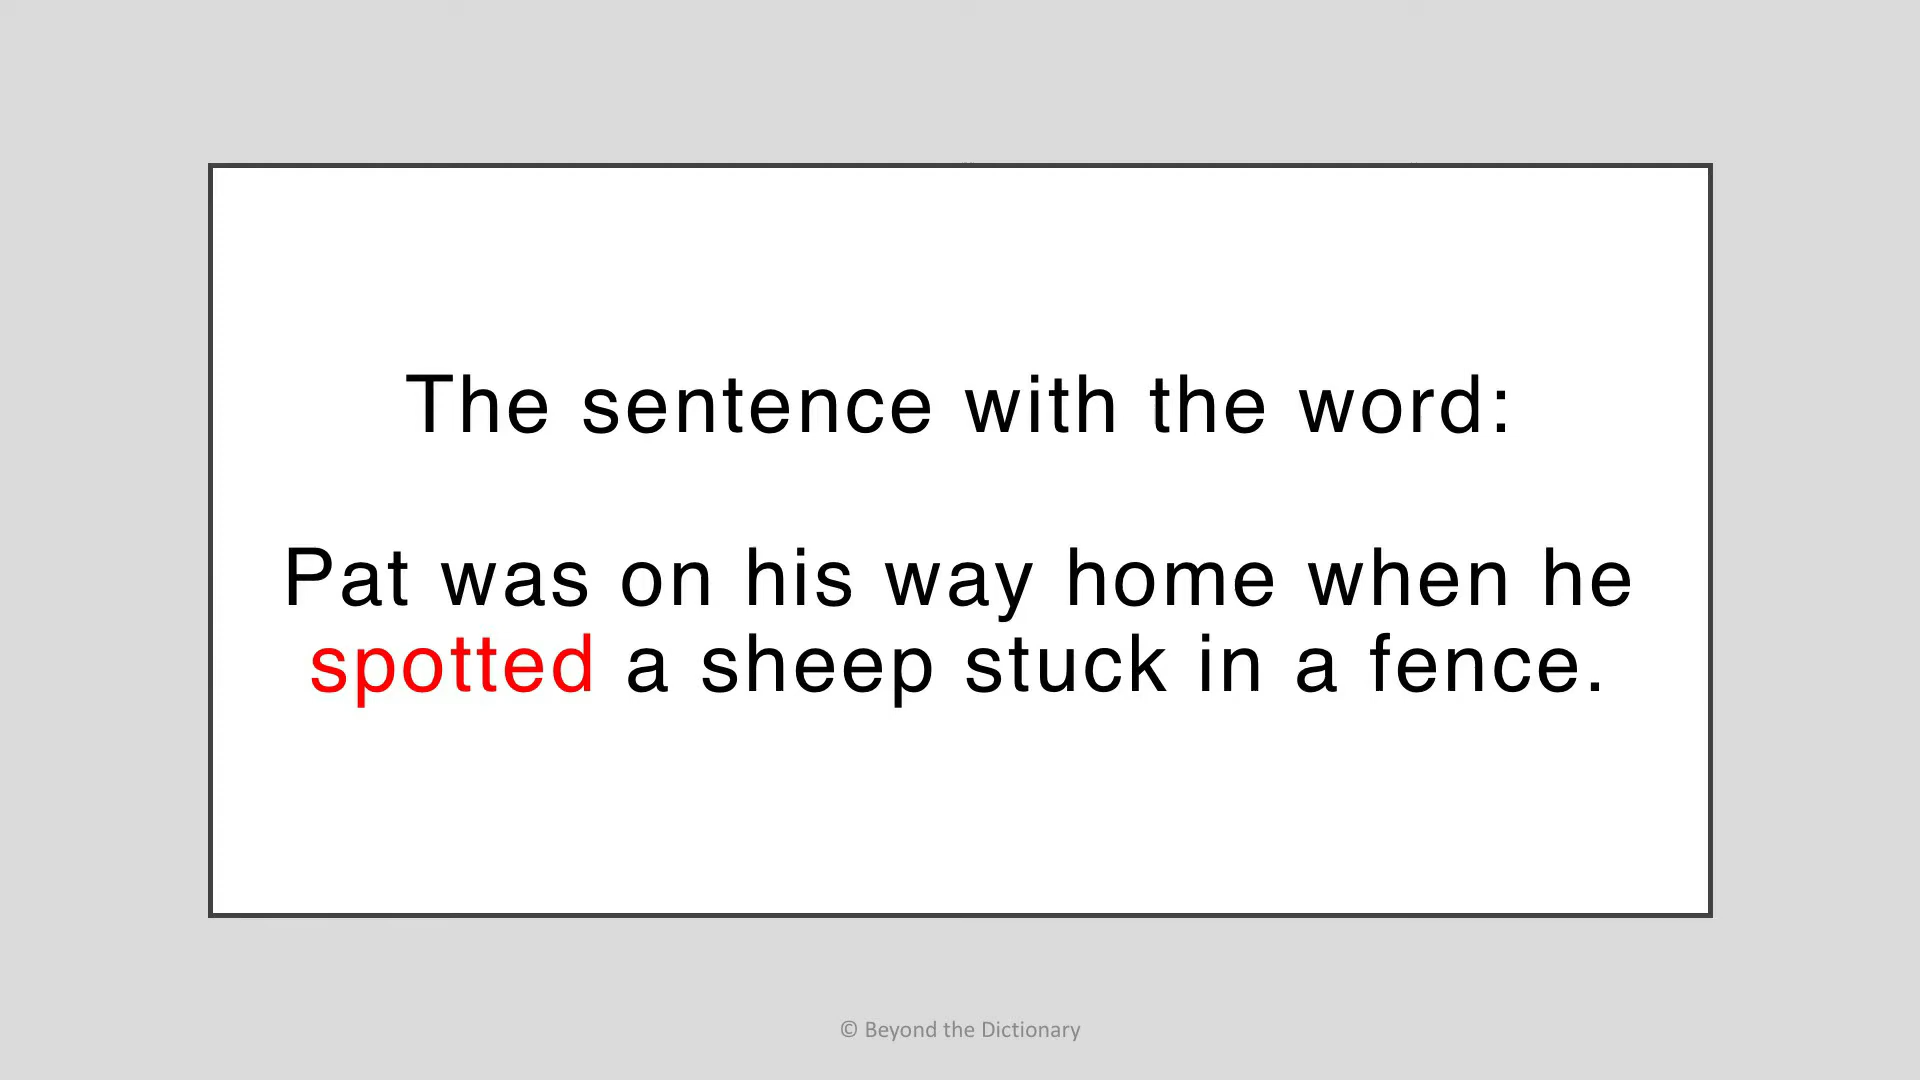 The sentence with the word:
Pat was on his way home when he
spotted a sheep stuck in a fence.
© Beyond the Dictionary